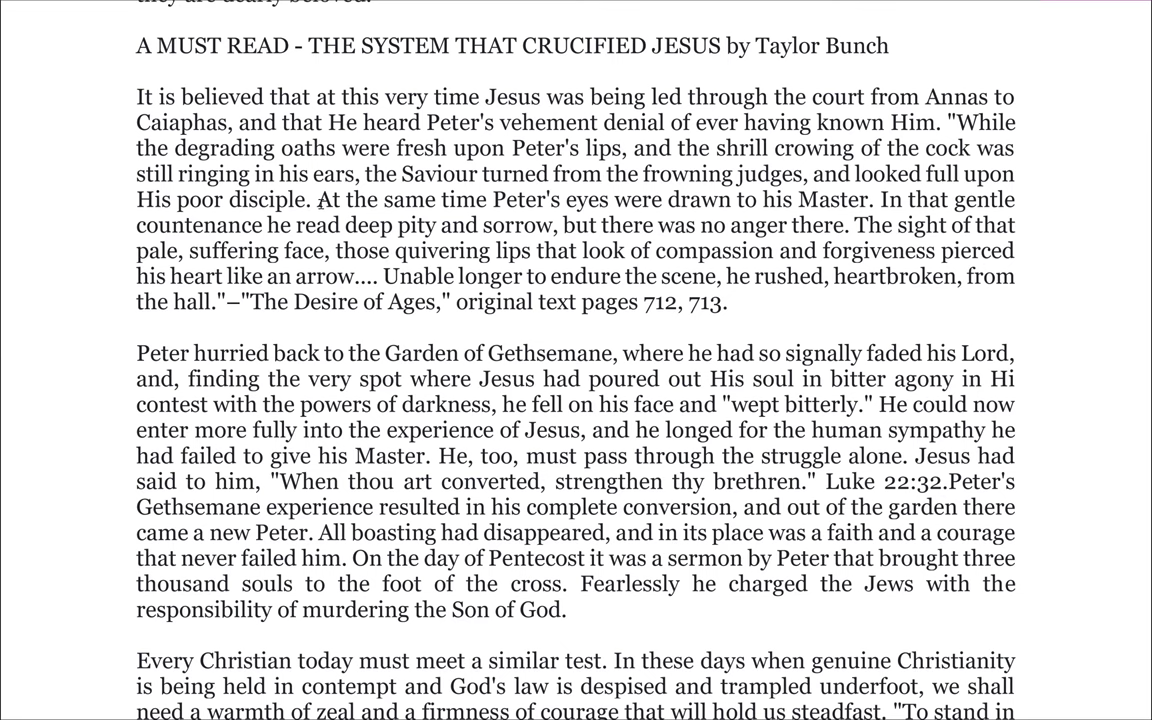 they are dearly beloved.
A MUST READ - THE SYSTEM THAT CRUCIFIED JESUS by Taylor Bunch
It is believed that at this very time Jesus was being led through the court from Annas to
Caiaphas, and that He heard Peter's vehement denial of ever having known Him. "While
the degrading oaths were fresh upon Peter's lips, and the shrill crowing of the cock was
still ringing in his ears, the Saviour turned from the frowning judges, and looked full upon
His poor disciple. At the same time Peter's eyes were drawn to his Master. In that gentle
countenance he read deep pity and sorrow, but there was no anger there. The sight of that
pale, suffering face, those quivering lips that look of compassion and forgiveness pierced
his heart like an arrow.... Unable longer to endure the scene, he rushed, heartbroken, from
the hall."–"The Desire of Ages," original text pages 712, 713.
Peter hurried back to the Garden of Gethsemane, where he had so signally faded his Lord,
and, finding the very spot where Jesus had poured out His soul in bitter agony in Hi
contest with the powers of darkness, he fell on his face and "wept bitterly." He could now
enter more fully into the experience of Jesus, and he longed for the human sympathy he
had failed to give his Master. He, too, must pass through the struggle alone. Jesus had
said to him, "When thou art converted, strengthen thy brethren." Luke 22:32.Peter's
Gethsemane experience resulted in his complete conversion, and out of the garden there
came a new Peter. All boasting had disappeared, and in its place was a faith and a courage
that never failed him. On the day of Pentecost it was a sermon by Peter that brought three
thousand souls to the foot of the cross. Fearlessly he charged the Jews with the
responsibility of murdering the Son of God.
Every Christian today must meet a similar test. In these days when genuine Christianity
is being held in contempt and God's law is despised and trampled underfoot, we shall
need a warmth of zeal and a firmness of courage that will hold us steadfast. "To stand in